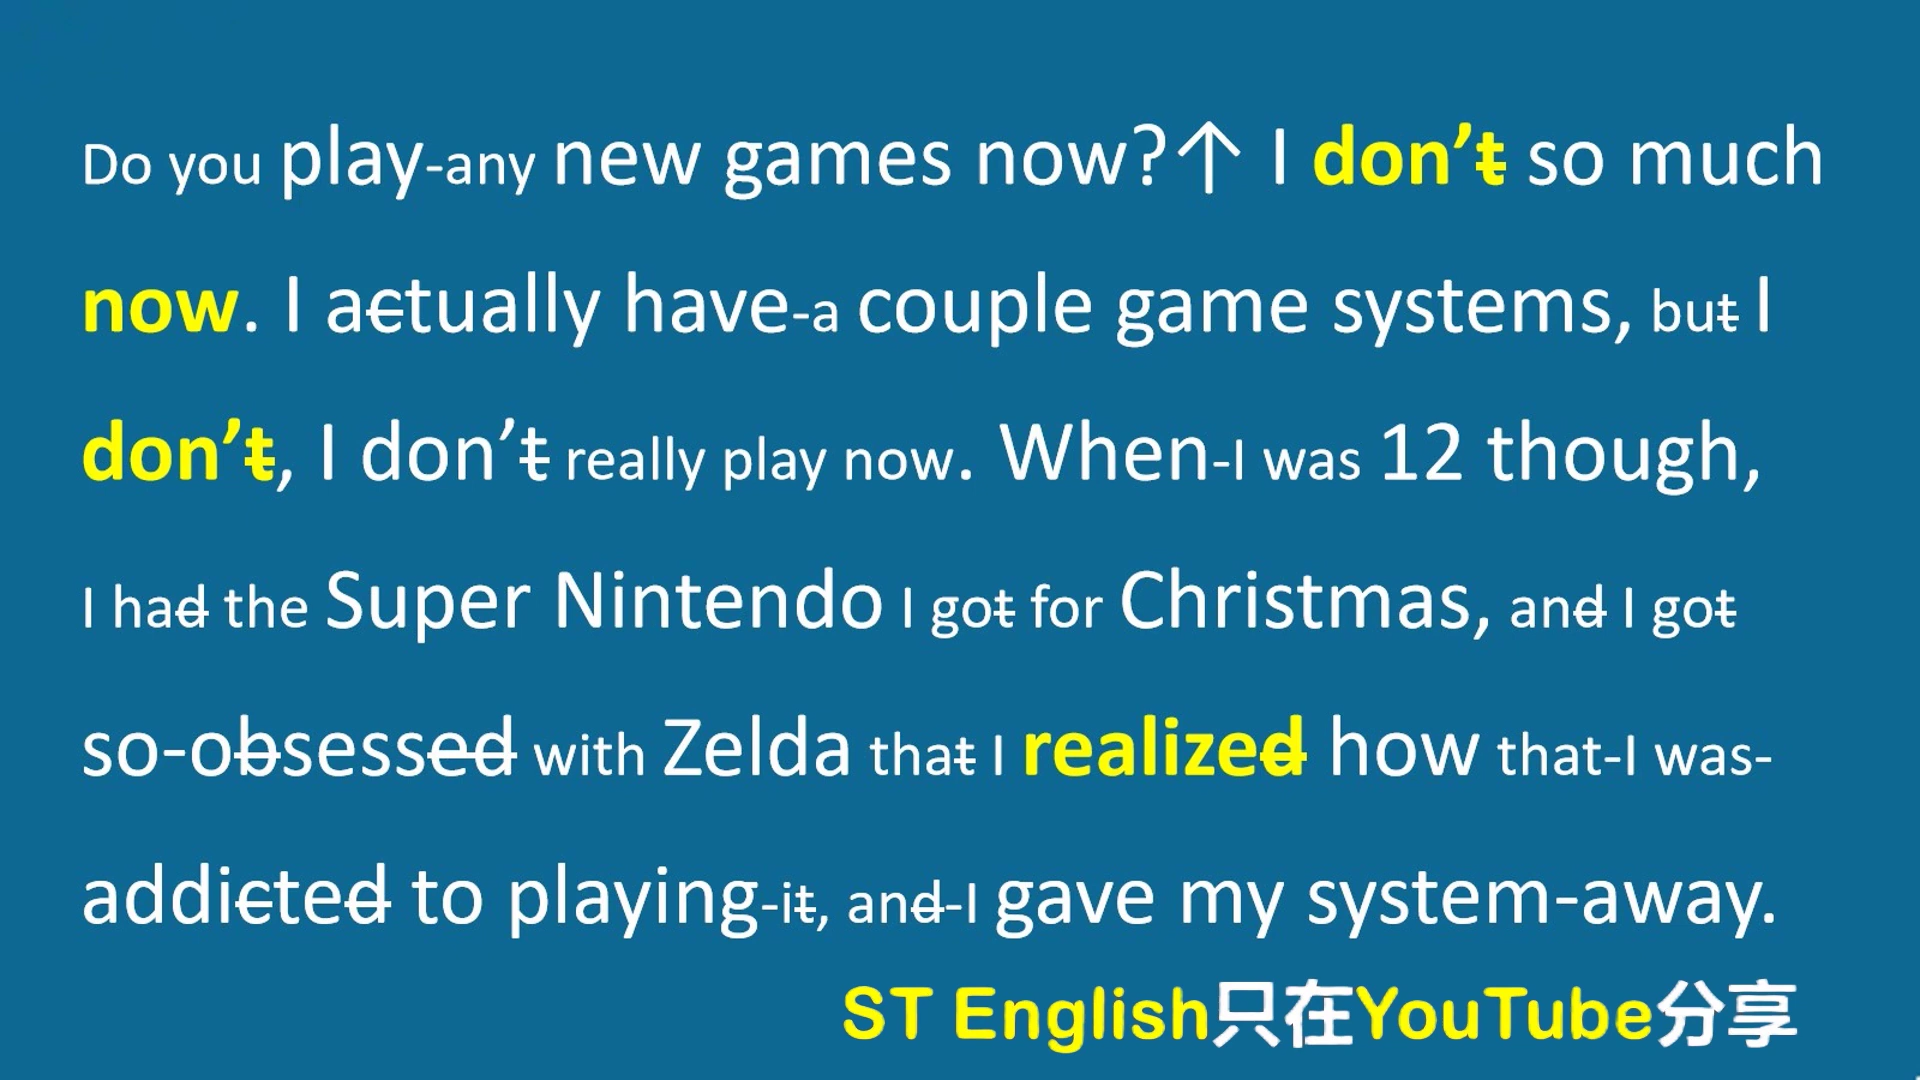 Do you play-any new games now?↑ I don’t so much
now. I actually have-a couple game systems, but I
don’t, I don’t really play now. When-I was 12 though,
I had the Super Nintendo I got for Christmas, and I got
so-obsessed with Zelda that I realized how that-I was-
addicted to playing-it, and-I gave my system-away.
ST English只在YouTube分享